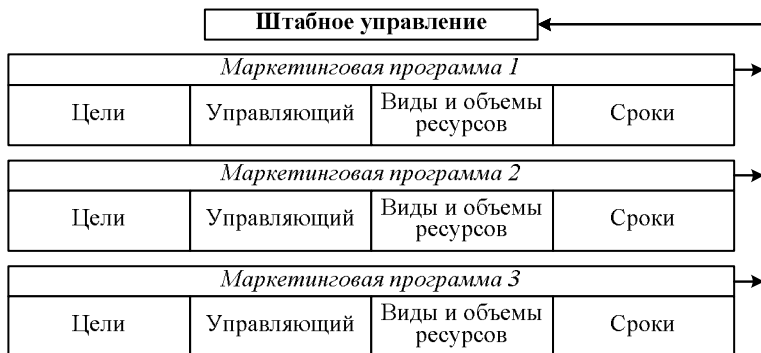 Штабное управление
Маркетинговая программа 1
Цели Управляющий Виды и объемы ресурсов Сроки
Маркетинговая программа 2
Цели Управляющий Виды и объемы ресурсов Сроки
Маркетинговая программа 3
Цели Управляющий Виды и объемы ресурсов Сроки